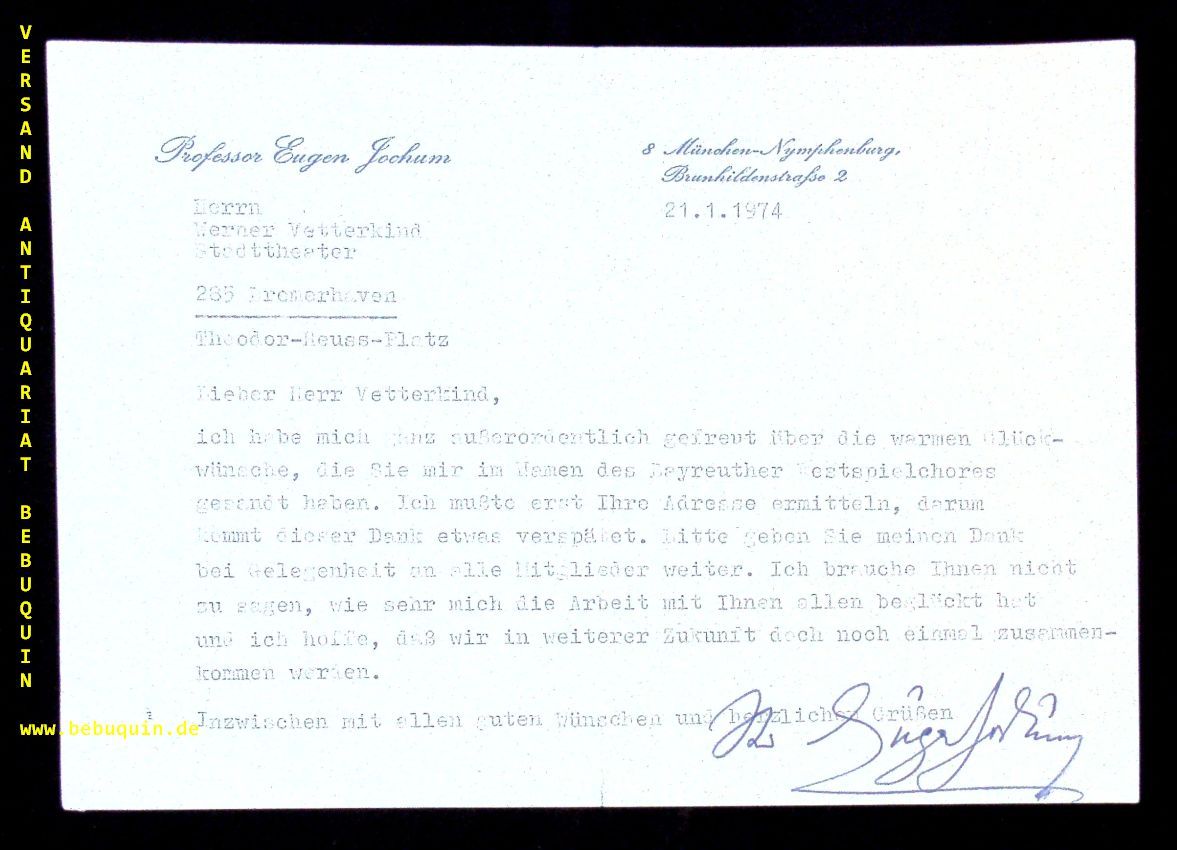 VERSAND ANTIQUARIAT BEBUQUIN
www.bebuquin.de
Professor Eugen Jochum
8 München-Nymphenburg,
Brunhildenstraße 2
21.1.1974
Herrn
Werner Vetterkind
Stadttheater
285 Bremerhaven
Theodor-Heuss-Platz
Lieber Herr Vetterkind,
ich habe mich ganz außerordentlich gefreut über die warmen Glück-
wünsche, die Sie mir im Namen des Bayreuther Festspielchores
gesandt haben. Ich mußte erst Ihre Adresse ermitteln, darum
kommt dieser Dank etwas verspätet. Bitte geben Sie meinen Dank
bei Gelegenheit an alle Mitglieder weiter. Ich brauche Ihnen nicht
zu sagen, wie sehr mich die Arbeit mit Ihnen allen beglückt hat
und ich hoffe, daß wir in weiterer Zukunft doch noch einmal zusammen-
kommen werden.
Inzwischen mit allen guten Wünschen und herzlichen Grüßen
Ihr Eugen Jochum